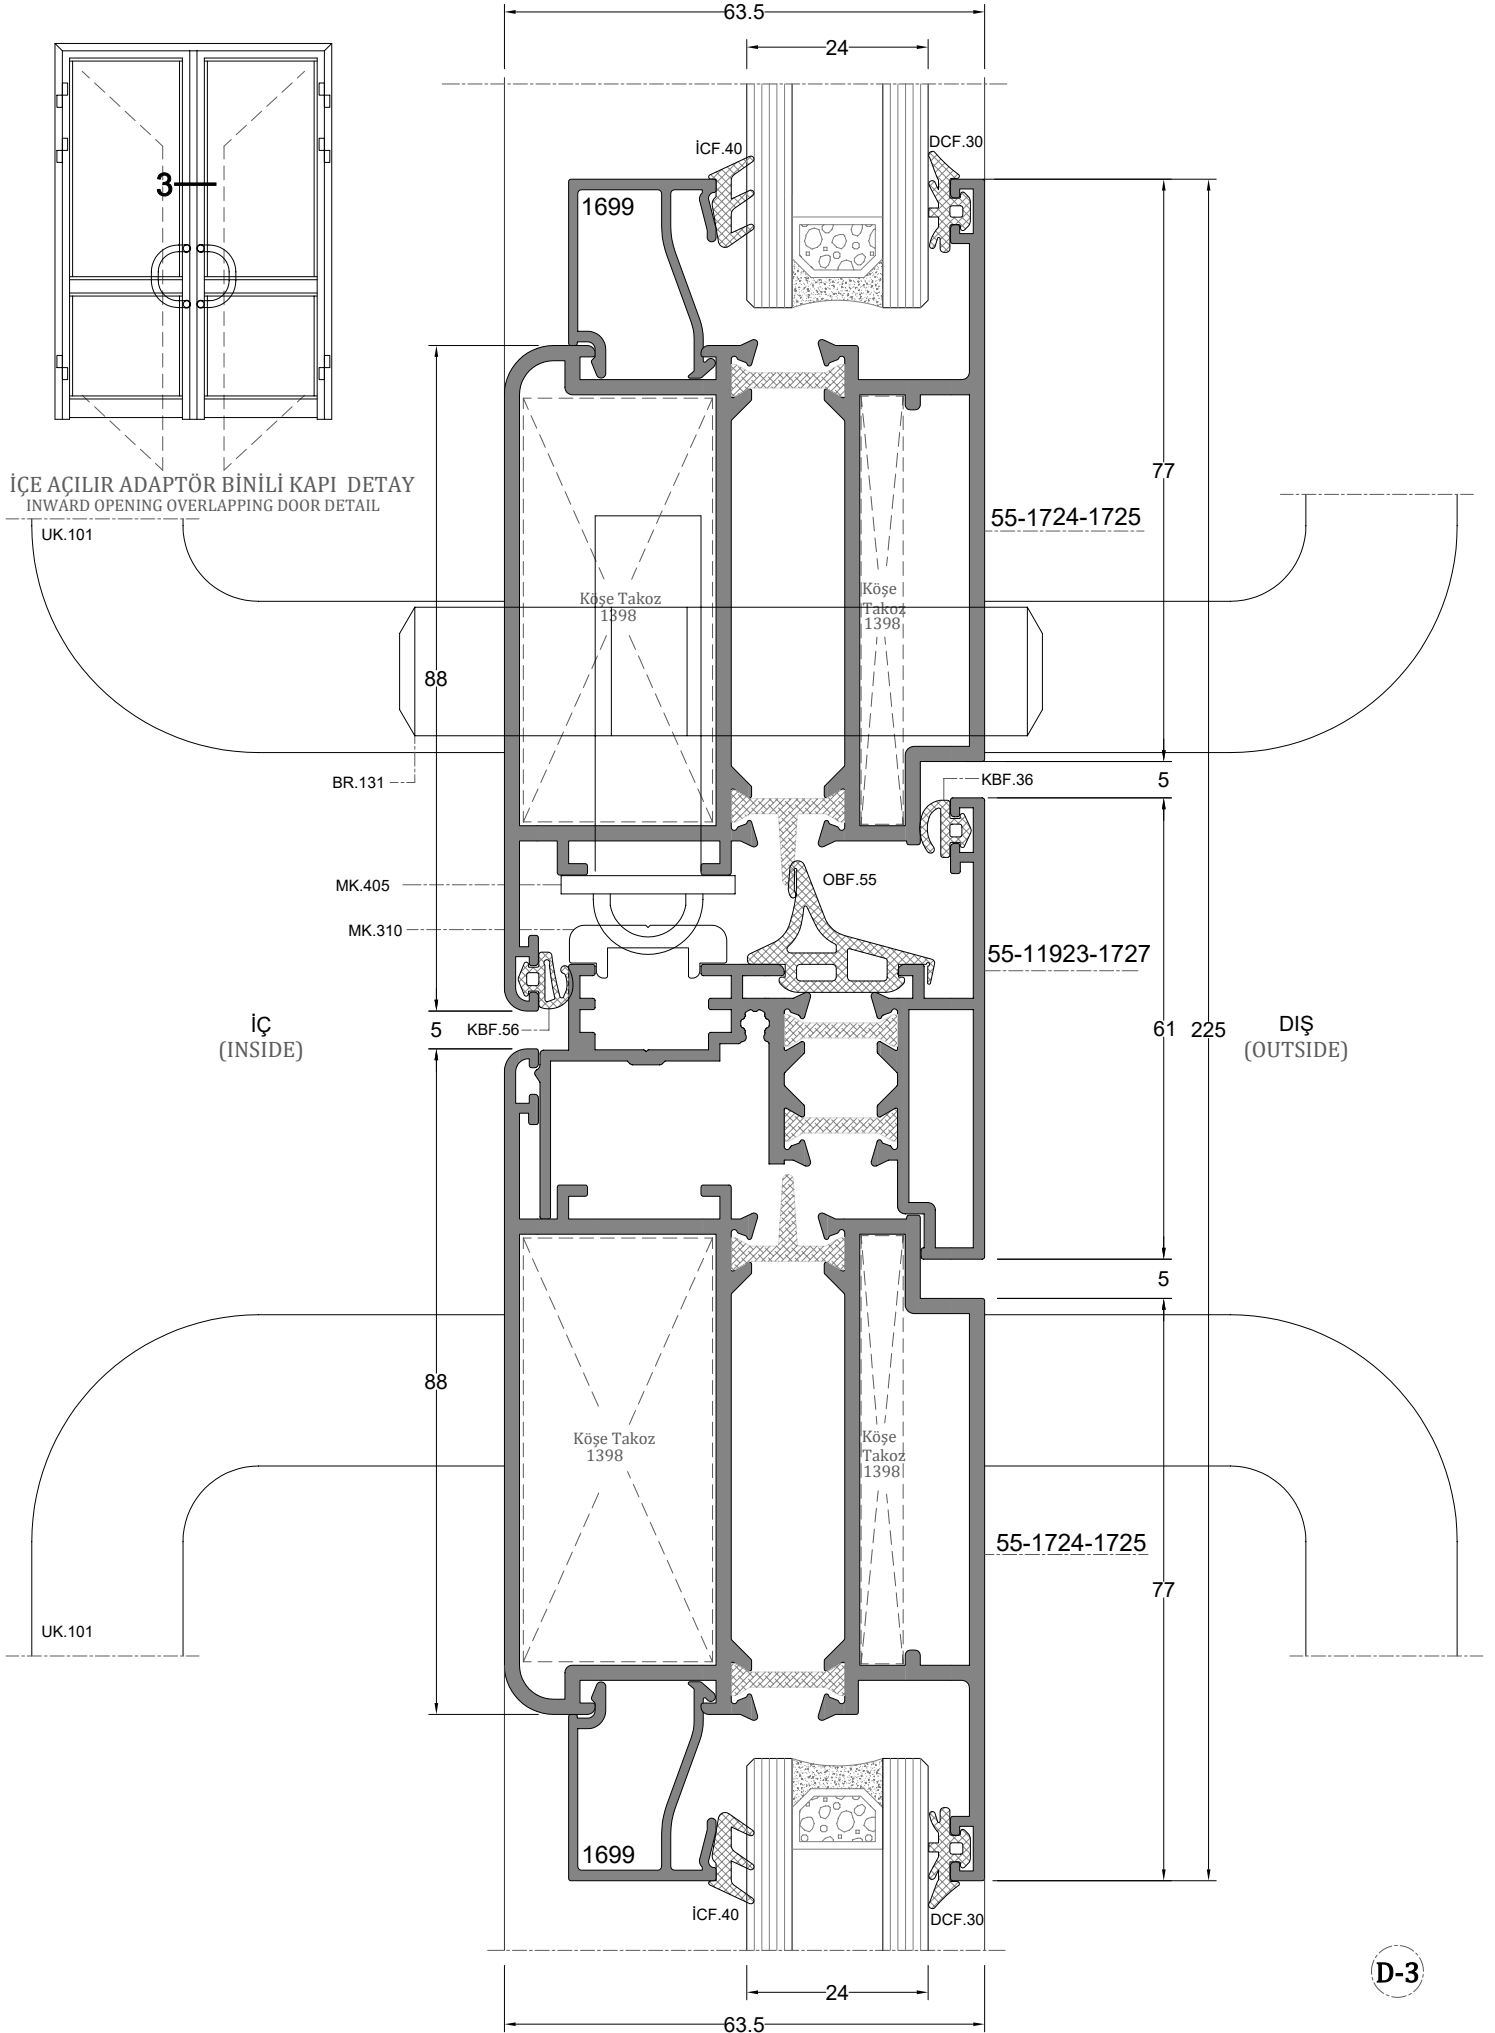 63.5
24
İCF.40
DCF.30
1699
3
İÇE AÇILIR ADAPTÖR BİNİLİ KAPI DETAY
INWARD OPENING OVERLAPPING DOOR DETAIL
UK.101
77
55-1724-1725
Köşe Takoz
1398
Köşe
Takoz
1398
88
BR.131
5
KBF.36
MK.405
OBF.55
MK.310
55-11923-1727
İÇ
(INSIDE)
5
KBF.56
61
225
DIŞ
(OUTSIDE)
5
88
Köşe Takoz
1398
Köşe
Takoz
1398
55-1724-1725
77
UK.101
1699
İCF.40
DCF.30
D-3
24
63.5